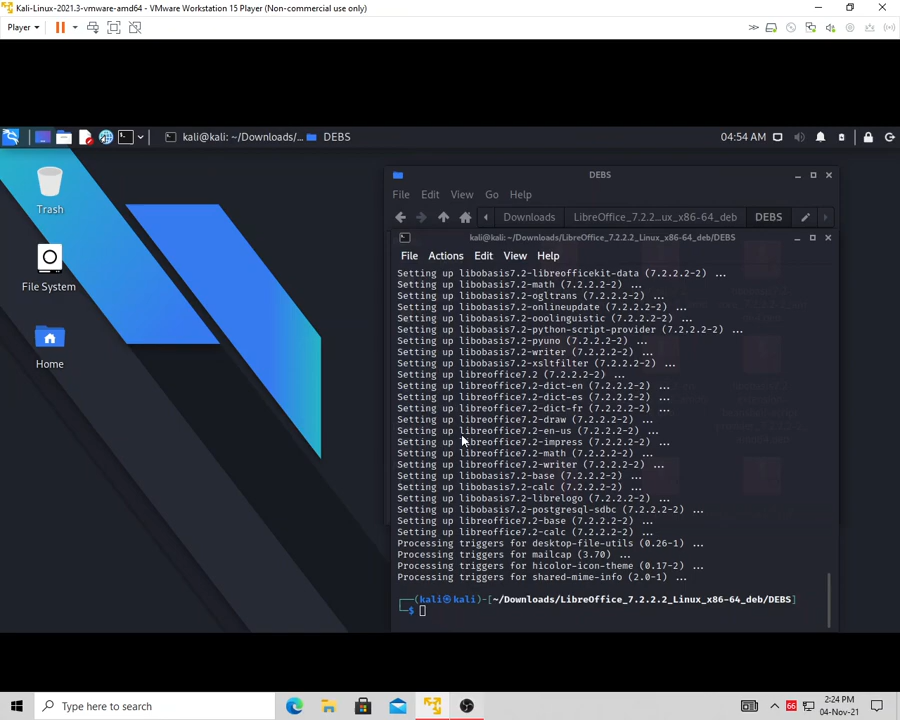 Kali-Linux-2021.3-vmware-amd64 - VMware Workstation 15 Player (Non-commercial use only)
Player
kali@kali: ~/Downloads/...
DEBS
04:54 AM
Trash
File System
Home
DEBS
File Edit View Go Help
Downloads LibreOffice_7.2.2...ux_x86-64_deb DEBS
kali@kali:~/Downloads/LibreOffice_7.2.2.2_Linux_x86-64_deb/DEBS
File Actions Edit View Help
Setting up libobasis7.2-libreofficekit-data (7.2.2.2-2) ...
Setting up libobasis7.2-math (7.2.2.2-2) ...
Setting up libobasis7.2-ogltrans (7.2.2.2-2) ...
Setting up libobasis7.2-onlineupdate (7.2.2.2-2) ...
Setting up libobasis7.2-ooolinguistic (7.2.2.2-2) ...
Setting up libobasis7.2-python-script-provider (7.2.2.2-2) ...
Setting up libobasis7.2-pyuno (7.2.2.2-2) ...
Setting up libobasis7.2-writer (7.2.2.2-2) ...
Setting up libobasis7.2-xsltfilter (7.2.2.2-2) ...
Setting up libreoffice7.2 (7.2.2.2-2) ...
Setting up libreoffice7.2-dict-en (7.2.2.2-2) ...
Setting up libreoffice7.2-dict-es (7.2.2.2-2) ...
Setting up libreoffice7.2-dict-fr (7.2.2.2-2) ...
Setting up libreoffice7.2-draw (7.2.2.2-2) ...
Setting up libreoffice7.2-en-us (7.2.2.2-2) ...
Setting up libreoffice7.2-impress (7.2.2.2-2) ...
Setting up libreoffice7.2-math (7.2.2.2-2) ...
Setting up libreoffice7.2-writer (7.2.2.2-2) ...
Setting up libobasis7.2-base (7.2.2.2-2) ...
Setting up libobasis7.2-calc (7.2.2.2-2) ...
Setting up libobasis7.2-librelogo (7.2.2.2-2) ...
Setting up libobasis7.2-postgresql-sdbc (7.2.2.2-2) ...
Setting up libreoffice7.2-base (7.2.2.2-2) ...
Setting up libreoffice7.2-calc (7.2.2.2-2) ...
Processing triggers for desktop-file-utils (0.26-1) ...
Processing triggers for mailcap (3.70) ...
Processing triggers for hicolor-icon-theme (0.17-2) ...
Processing triggers for shared-mime-info (2.0-1) ...
┌──(kali㉿kali)-[~/Downloads/LibreOffice_7.2.2.2_Linux_x86-64_deb/DEBS]
└─$
Type here to search
66
2:24 PM
04-Nov-21